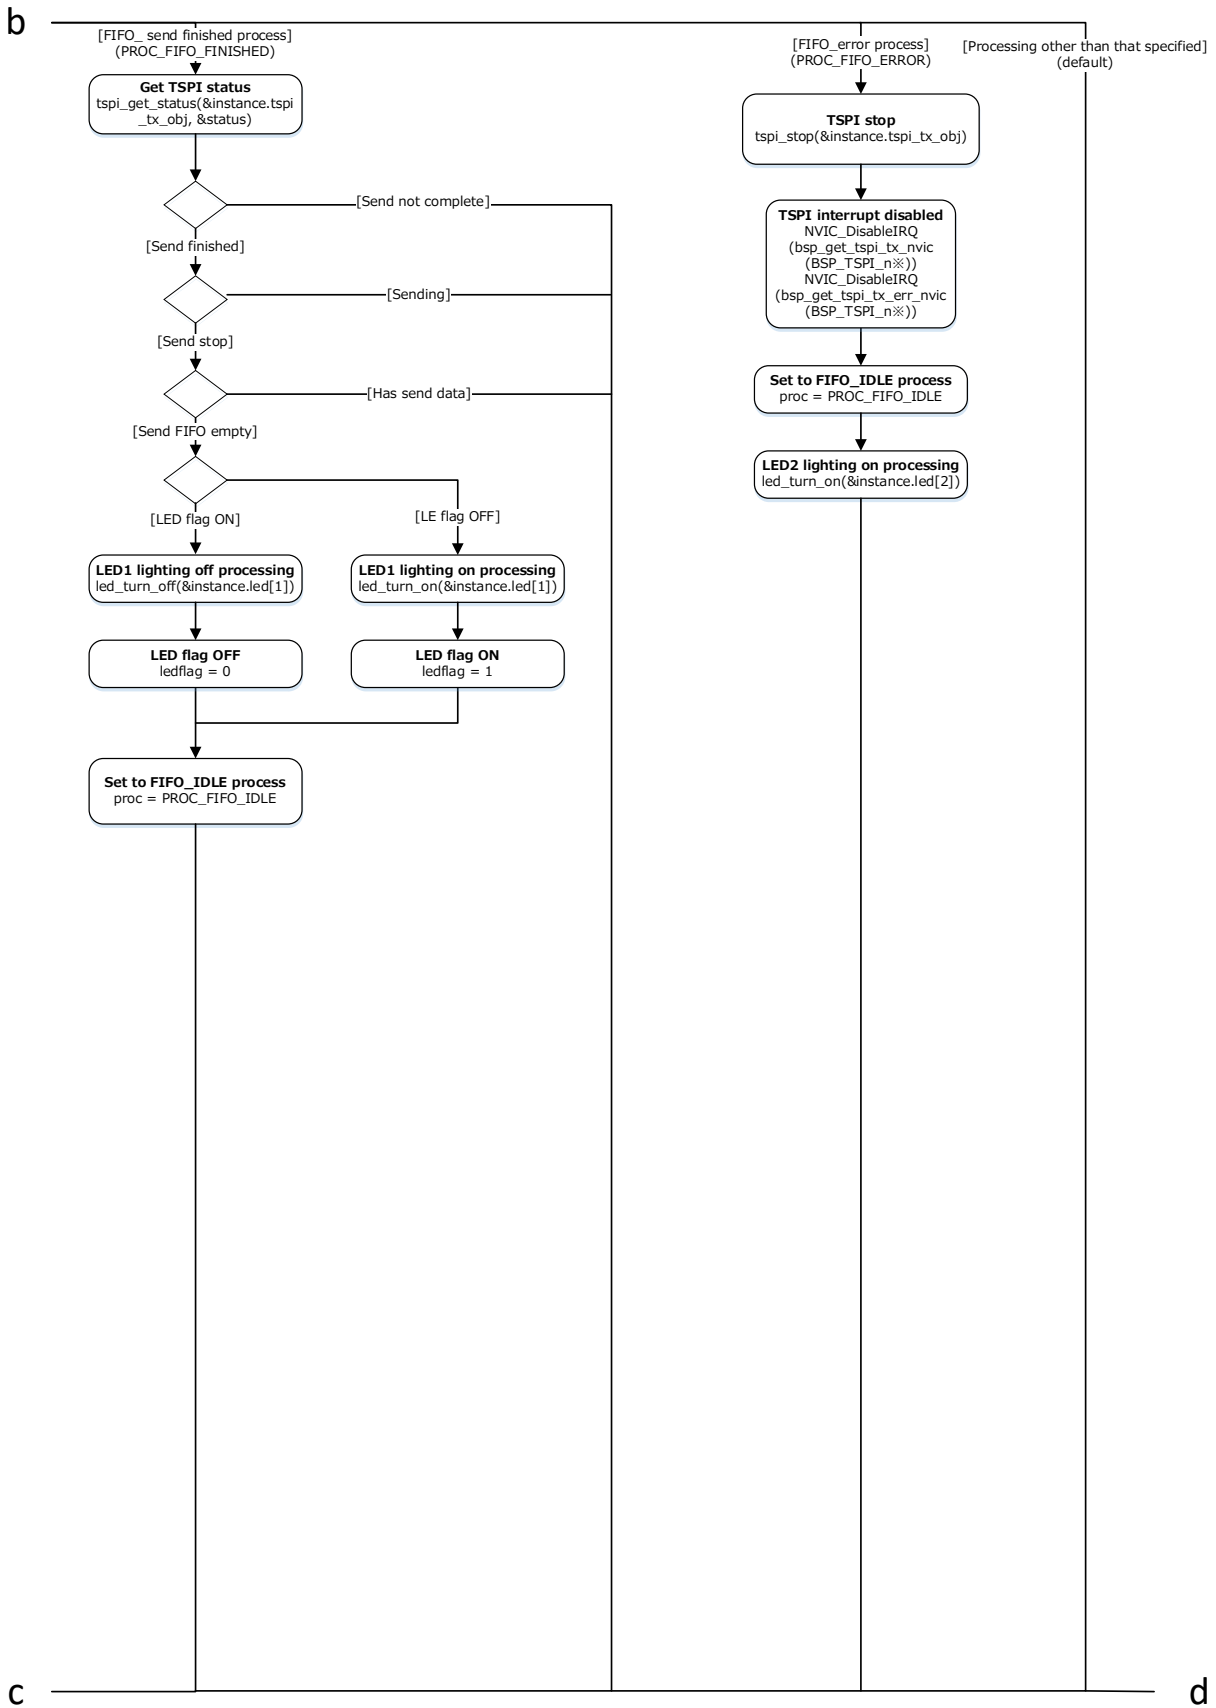 b
[FIFO_ send finished process]
(PROC_FIFO_FINISHED)
Get TSPI status
tspi_get_status(&instance.tspi
_tx_obj, &status)
[Send not complete]
[Send finished]
[Sending]
[Send stop]
[Has send data]
[Send FIFO empty]
[LED flag ON]
[LE flag OFF]
LED1 lighting off processing
led_turn_off(&instance.led[1])
LED1 lighting on processing
led_turn_on(&instance.led[1])
LED flag OFF
ledflag = 0
LED flag ON
ledflag = 1
Set to FIFO_IDLE process
proc = PROC_FIFO_IDLE
[FIFO_error process]
(PROC_FIFO_ERROR)
TSPI stop
tspi_stop(&instance.tspi_tx_obj)
TSPI interrupt disabled
NVIC_DisableIRQ
(bsp_get_tspi_tx_nvic
(BSP_TSPI_n※))
NVIC_DisableIRQ
(bsp_get_tspi_tx_err_nvic
(BSP_TSPI_n※))
Set to FIFO_IDLE process
proc = PROC_FIFO_IDLE
LED2 lighting on processing
led_turn_on(&instance.led[2])
[Processing other than that specified]
(default)
c
d